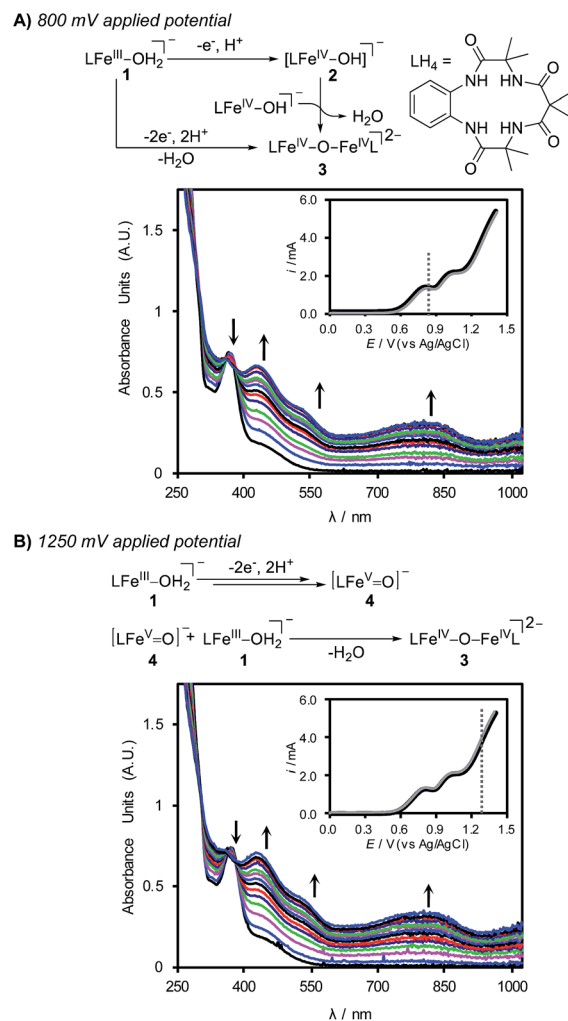 A) 800 mV applied potential
LFeᴵᴵᴵ–OH₂⁻ -e⁻, H⁺ [LFeᴵⱽ–OH]⁻ LH₄ =
1 2
LFeᴵⱽ–OH⁻ H₂O
-2e⁻, 2H⁺ LFeᴵⱽ–O–FeᴵⱽL²⁻
-H₂O 3
O NH HN O
O
NH HN
O O
Absorbance Units (A.U.)
1.5
1
0.5
0
250 400 550 700 850 1000
λ / nm
i / mA
6.0
4.0
2.0
0.0
0.0 0.3 0.6 0.9 1.2 1.5
E / V (vs Ag/AgCl)
B) 1250 mV applied potential
LFeᴵᴵᴵ–OH₂⁻ -2e⁻, 2H⁺ [LFeⱽ=O]⁻
1 4
[LFeⱽ=O]⁻ + LFeᴵᴵᴵ–OH₂⁻ -H₂O LFeᴵⱽ–O–FeᴵⱽL²⁻
4 1 3
Absorbance Units (A.U.)
1.5
1
0.5
0
250 400 550 700 850 1000
λ / nm
i / mA
6.0
4.0
2.0
0.0
0.0 0.3 0.6 0.9 1.2 1.5
E / V (vs Ag/AgCl)